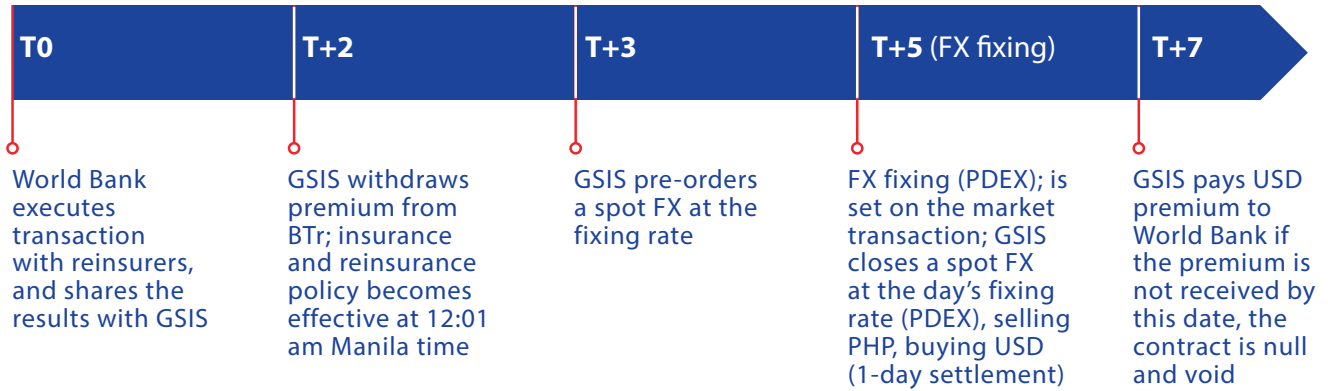 T0
T+2
T+3
T+5 (FX fixing)
T+7
World Bank
executes
transaction
with reinsurers,
and shares the
results with GSIS
GSIS withdraws
premium from
BTr; insurance
and reinsurance
policy becomes
effective at 12:01
am Manila time
GSIS pre-orders
a spot FX at the
fixing rate
FX fixing (PDEX); is
set on the market
transaction; GSIS
closes a spot FX
at the day’s fixing
rate (PDEX), selling
PHP, buying USD
(1-day settlement)
GSIS pays USD
premium to
World Bank if
the premium is
not received by
this date, the
contract is null
and void